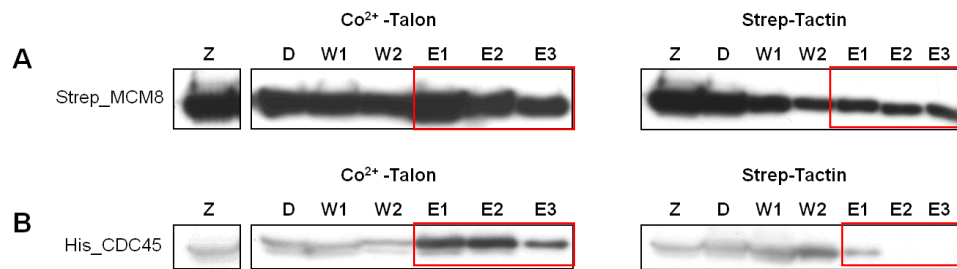 Co²⁺ -Talon Strep-Tactin
A Z D W1 W2 E1 E2 E3 Z D W1 W2 E1 E2 E3
Strep_MCM8
Co²⁺ -Talon Strep-Tactin
B Z D W1 W2 E1 E2 E3 Z D W1 W2 E1 E2 E3
His_CDC45